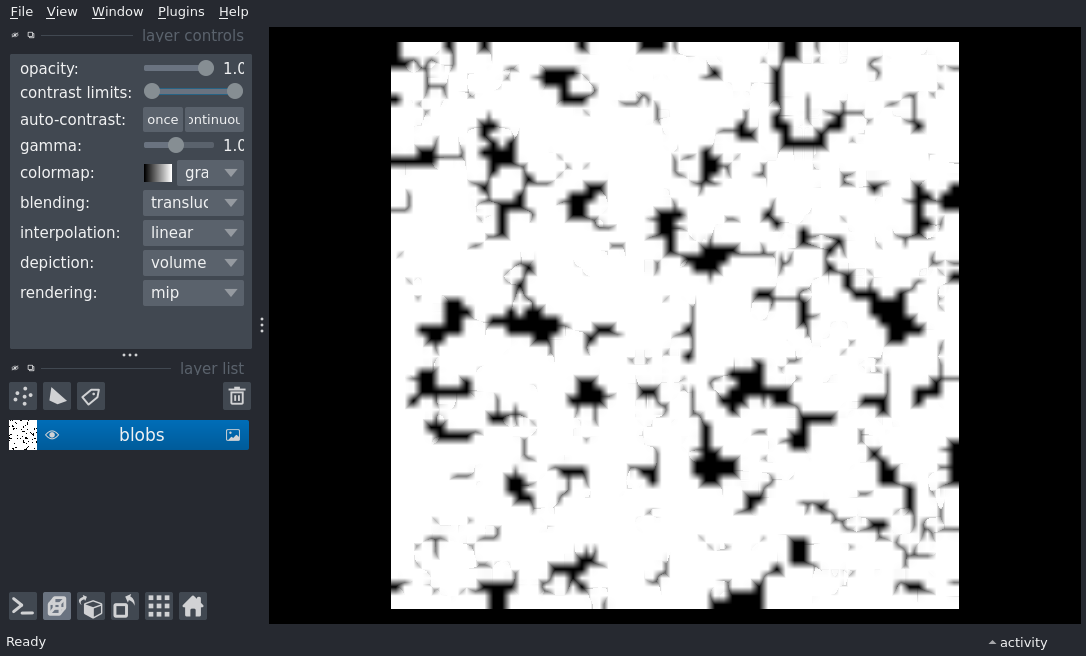 File View Window Plugins Help
layer controls
opacity: 1.0
contrast limits:
auto-contrast: once ontinuou
gamma: 1.0
colormap: gra
blending: transluc
interpolation: linear
depiction: volume
rendering: mip
layer list
blobs
Ready
activity